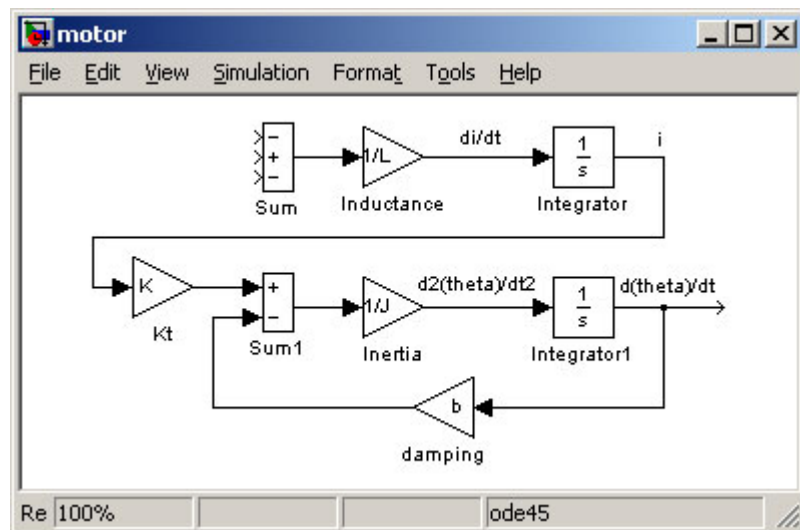 motor
File Edit View Simulation Format Tools Help
−
+
−
Sum
1/L
Inductance
di/dt
1
s
Integrator
i
K
Kt
+
−
Sum1
1/J
Inertia
d2(theta)/dt2
1
s
Integrator1
d(theta)/dt
b
damping
Re 100% ode45